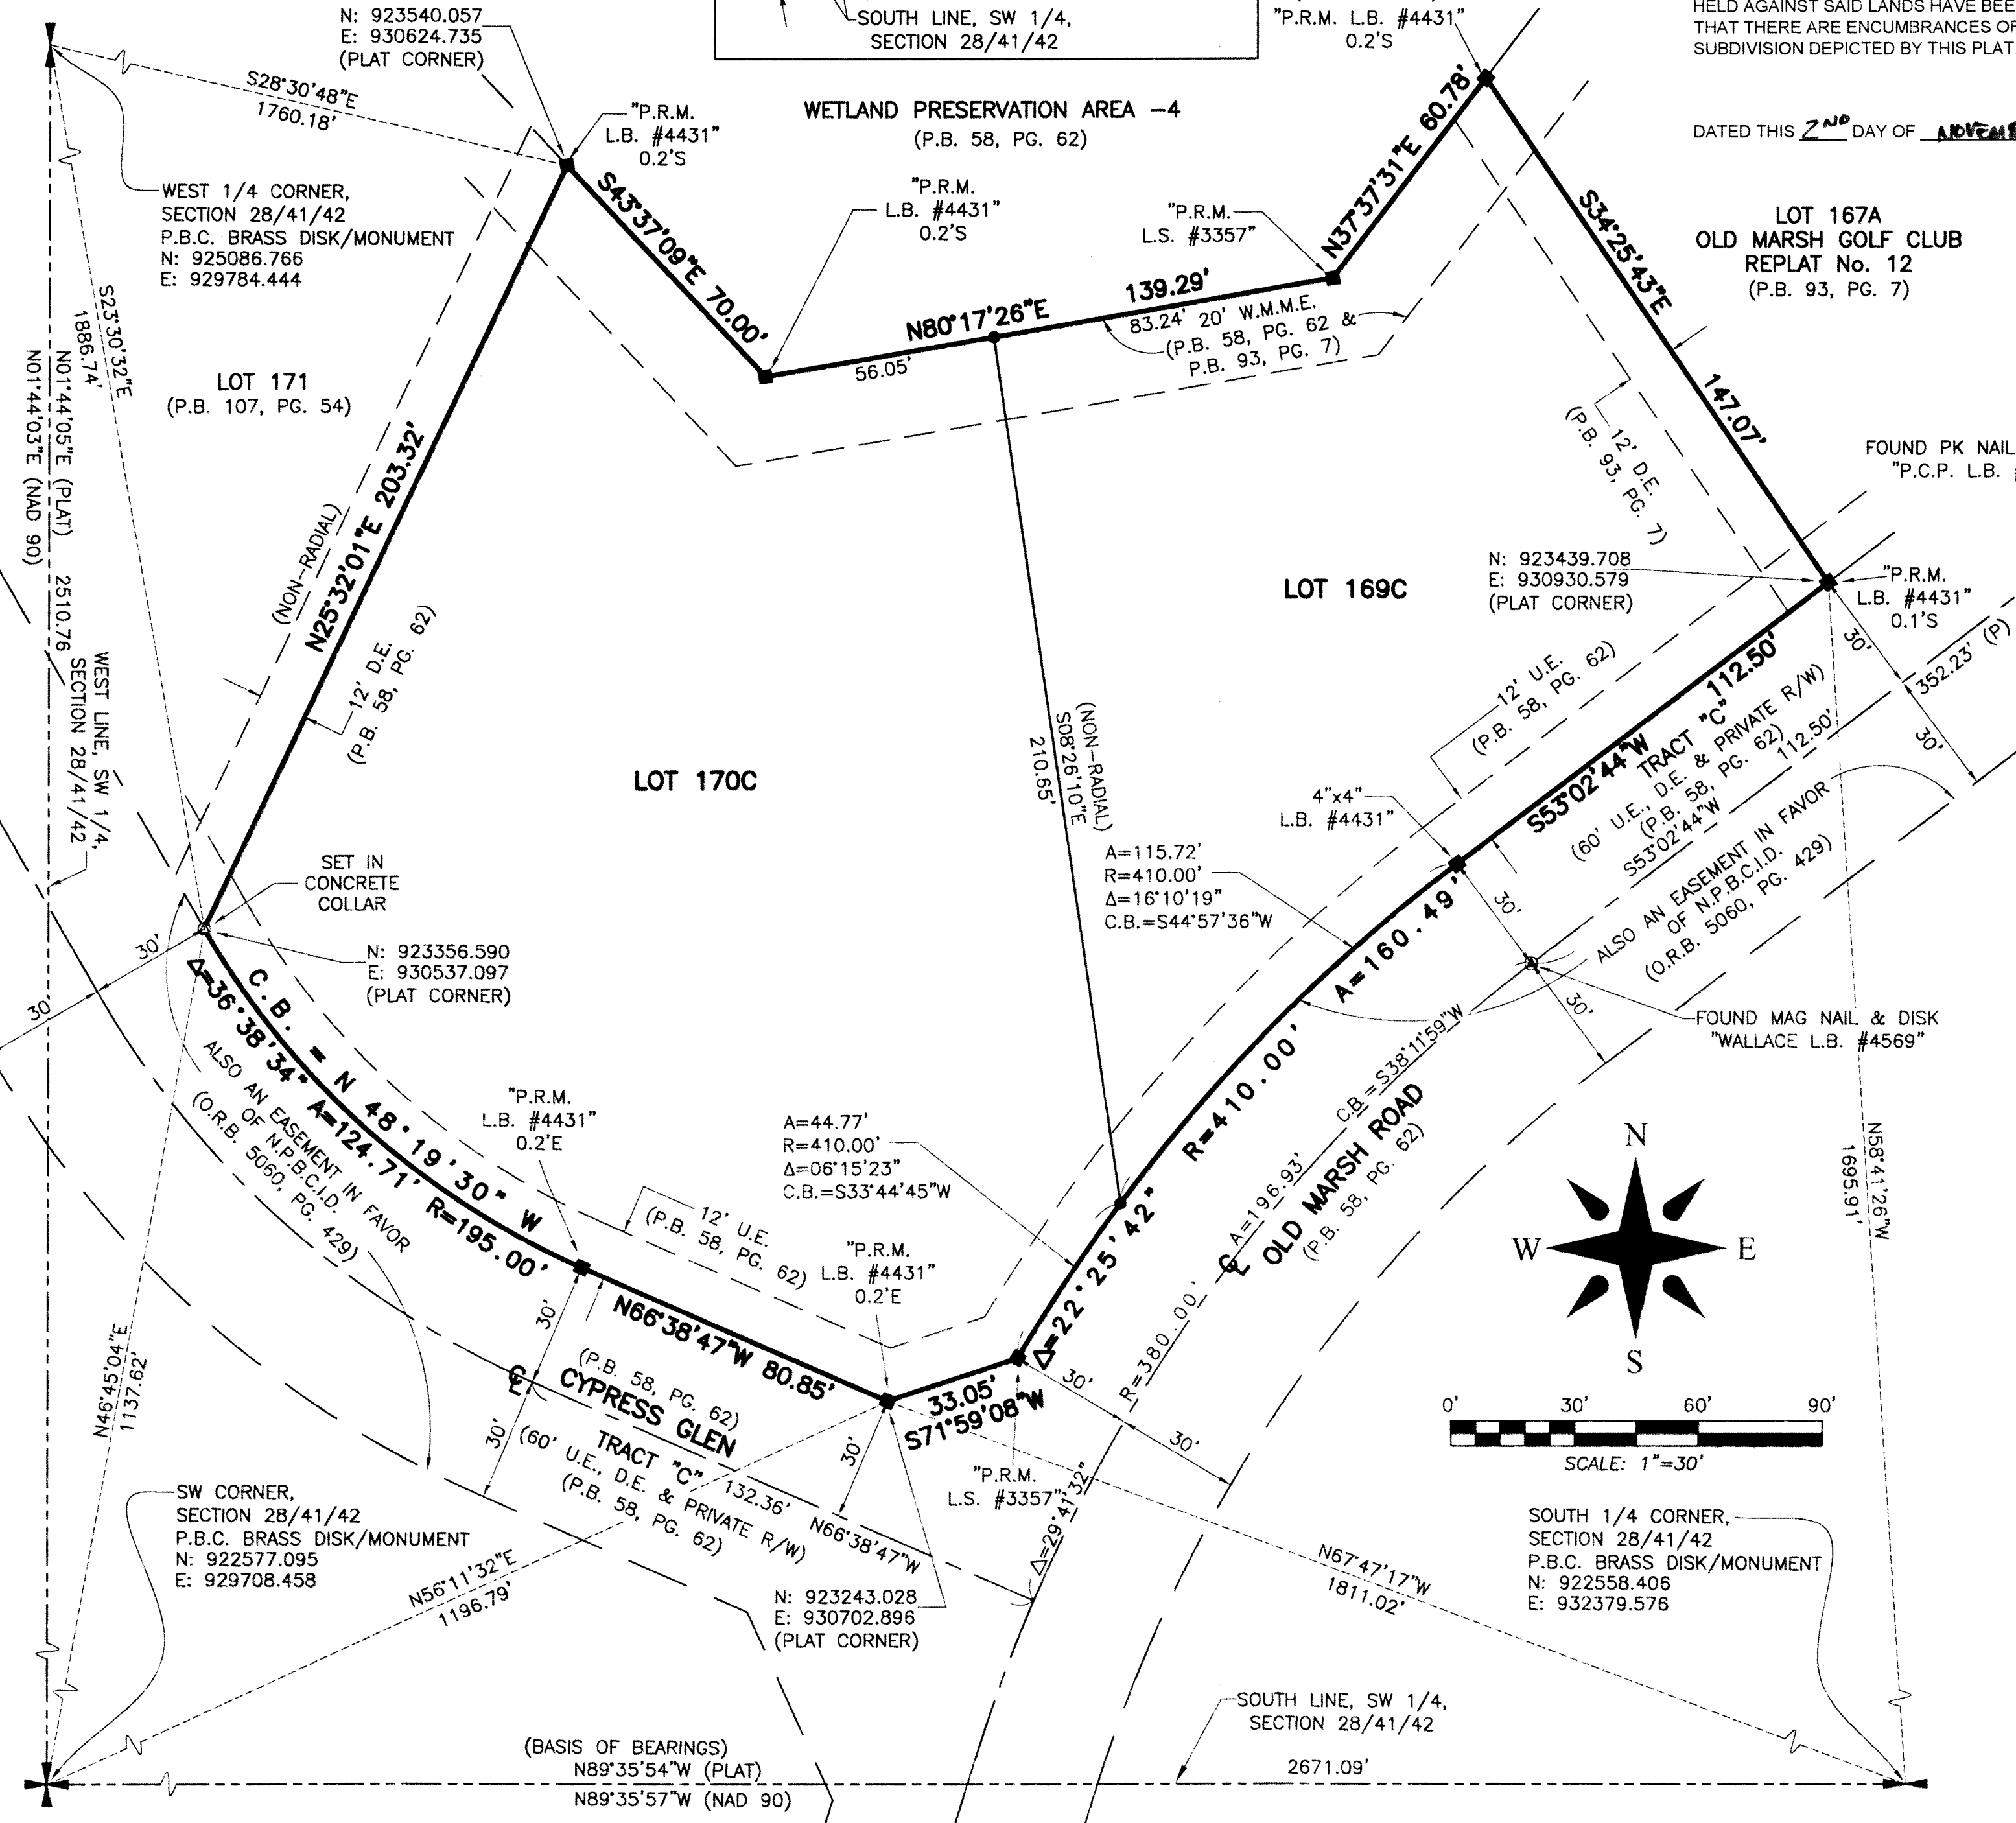 N: 923540.057
E: 930624.735
(PLAT CORNER)
SOUTH LINE, SW 1/4,
SECTION 28/41/42
"P.R.M. L.B. #4431"
0.2'S
HELD AGAINST SAID LANDS HAVE BEE
THAT THERE ARE ENCUMBRANCES OF
SUBDIVISION DEPICTED BY THIS PLAT
DATED THIS 2ND DAY OF
S28°30'48"E
1760.18'
"P.R.M.
L.B. #4431"
0.2'S
WETLAND PRESERVATION AREA -4
(P.B. 58, PG. 62)
N37°37'31"E 60.78'
WEST 1/4 CORNER,
SECTION 28/41/42
P.B.C. BRASS DISK/MONUMENT
N: 925086.766
E: 929784.444
S43°37'09"E 70.00'
"P.R.M.
L.B. #4431"
0.2'S
"P.R.M.
L.S. #3357"
S34°25'43"E
147.07'
LOT 167A
OLD MARSH GOLF CLUB
REPLAT No. 12
(P.B. 93, PG. 7)
S23°30'32"E
1886.74'
N01°44'05"E (PLAT)
N01°44'03"E (NAD 90)
2510.76
LOT 171
(P.B. 107, PG. 54)
N80°17'26"E
139.29'
56.05'
83.24' 20' W.M.M.E.
(P.B. 58, PG. 62 &
P.B. 93, PG. 7)
12' D.E.
(P.B. 93, PG. 7)
FOUND PK NAIL
"P.C.P. L.B.
(NON-RADIAL)
N25°32'01"E 203.32'
12' D.E.
(P.B. 58, PG. 62)
LOT 169C
N: 923439.708
E: 930930.579
(PLAT CORNER)
"P.R.M.
L.B. #4431"
0.1'S
30'
352.23' (P)
30'
WEST LINE, SW 1/4,
SECTION 28/41/42
LOT 170C
(NON-RADIAL)
S08°26'10"E
210.65'
12' U.E.
(P.B. 58, PG. 62)
S53°02'44"W
112.50'
TRACT "C"
(60' U.E., D.E. & PRIVATE R/W)
(P.B. 58, PG. 62)
S53°02'44"W
112.50'
4"x4"
L.B. #4431"
A=115.72'
R=410.00'
Δ=16°10'19"
C.B.=S44°57'36"W
ALSO AN EASEMENT IN FAVOR
OF N.P.B.C.I.D.
(O.R.B. 5060, PG. 429)
30'
30'
FOUND MAG NAIL & DISK
"WALLACE L.B. #4569"
SET IN
CONCRETE
COLLAR
N: 923356.590
E: 930537.097
(PLAT CORNER)
30'
30'
C.B. = N 48°19'30" W
Δ=36°38'34" A=124.71' R=195.00'
ALSO AN EASEMENT IN FAVOR
OF N.P.B.C.I.D.
(O.R.B. 5060, PG. 429)
"P.R.M.
L.B. #4431"
0.2'E
A=44.77'
R=410.00'
Δ=06°15'23"
C.B.=S33°44'45"W
Δ=22°25'42"
R=410.00'
A=160.49'
C.B.=S38°11'59"W
A=196.93'
R=380.00'
Δ=29°41'32"
℄ OLD MARSH ROAD
(P.B. 58, PG. 62)
N58°41'26"W
1695.91'
N
W
E
S
12' U.E.
(P.B. 58, PG. 62)
"P.R.M.
L.B. #4431"
0.2'E
N46°45'04"E
1137.62'
30'
30'
N66°38'47"W 80.85'
(P.B. 58, PG. 62)
℄ CYPRESS GLEN
TRACT "C"
(60' U.E., D.E. & PRIVATE R/W)
(P.B. 58, PG. 62)
132.36'
N66°38'47"W
30'
33.05'
S71°59'08"W
"P.R.M.
L.S. #3357"
30'
30'
0' 30' 60' 90'
SCALE: 1"=30'
SW CORNER,
SECTION 28/41/42
P.B.C. BRASS DISK/MONUMENT
N: 922577.095
E: 929708.458
N56°11'32"E
1196.79'
N: 923243.028
E: 930702.896
(PLAT CORNER)
N67°47'17"W
1811.02'
SOUTH 1/4 CORNER,
SECTION 28/41/42
P.B.C. BRASS DISK/MONUMENT
N: 922558.406
E: 932379.576
SOUTH LINE, SW 1/4,
SECTION 28/41/42
(BASIS OF BEARINGS)
N89°35'54"W (PLAT)
N89°35'57"W (NAD 90)
2671.09'